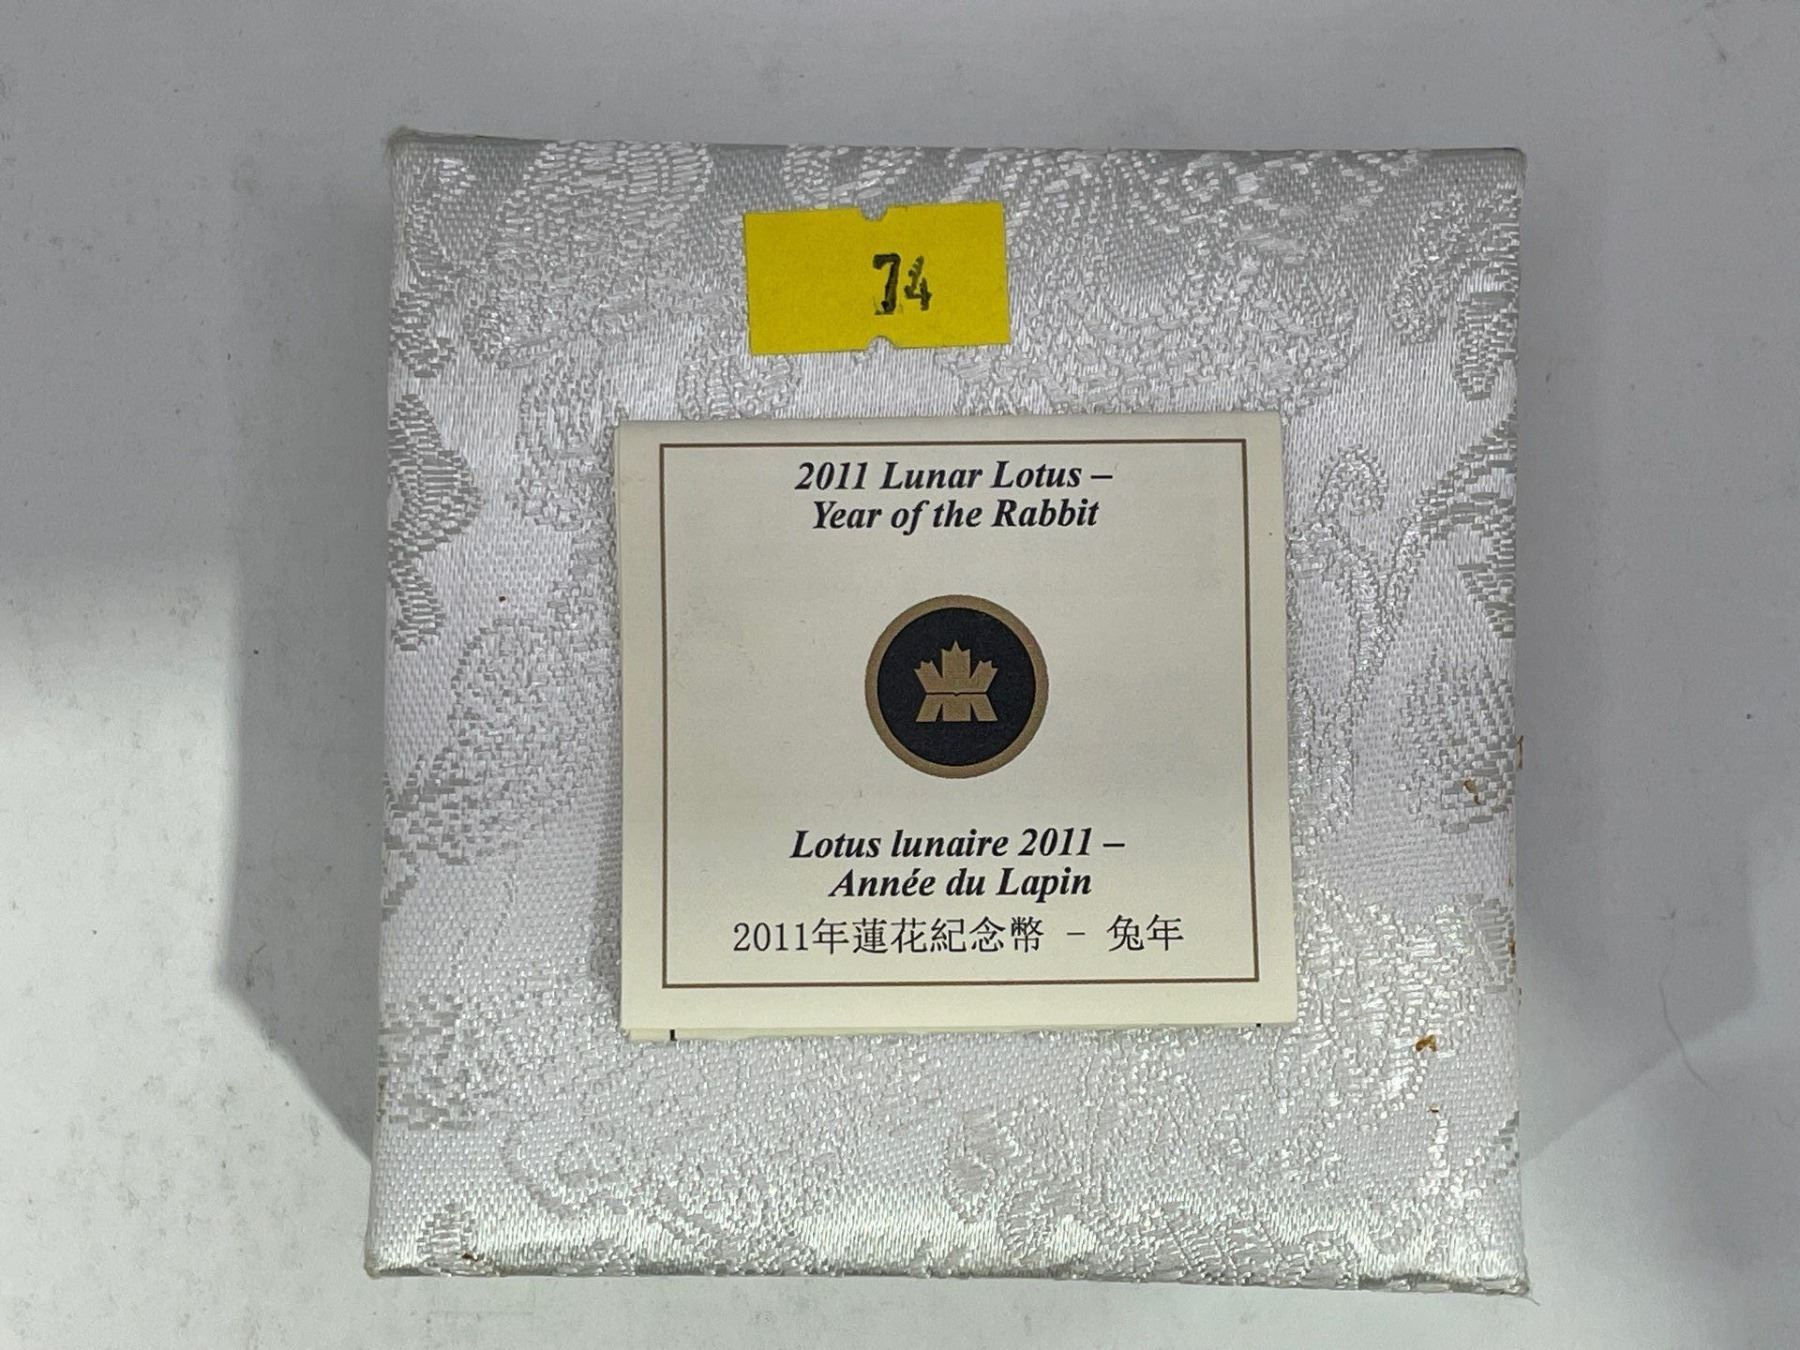 74
2011 Lunar Lotus –
Year of the Rabbit
Lotus lunaire 2011 –
Année du Lapin
2011年蓮花紀念幣 - 兔年